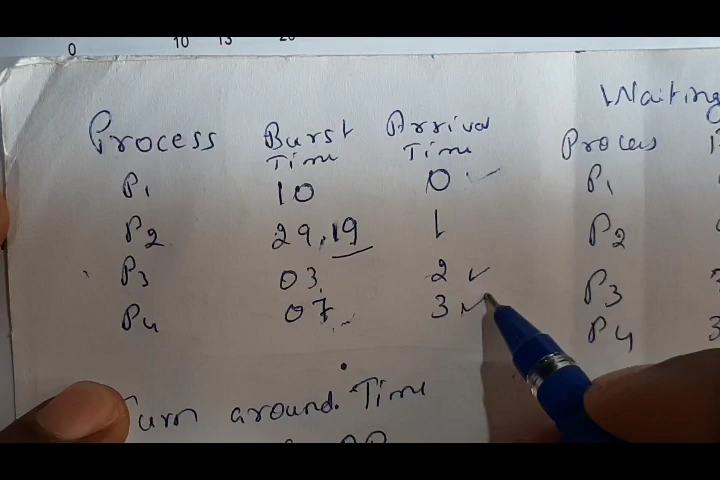 0 10 15 20
Waiting
Process Burst Time Arrival Time Process
P1 10 0 P1
P2 29, 19 1 P2
P3 03 2 P3
P4 07 3 P4
Turn around Time